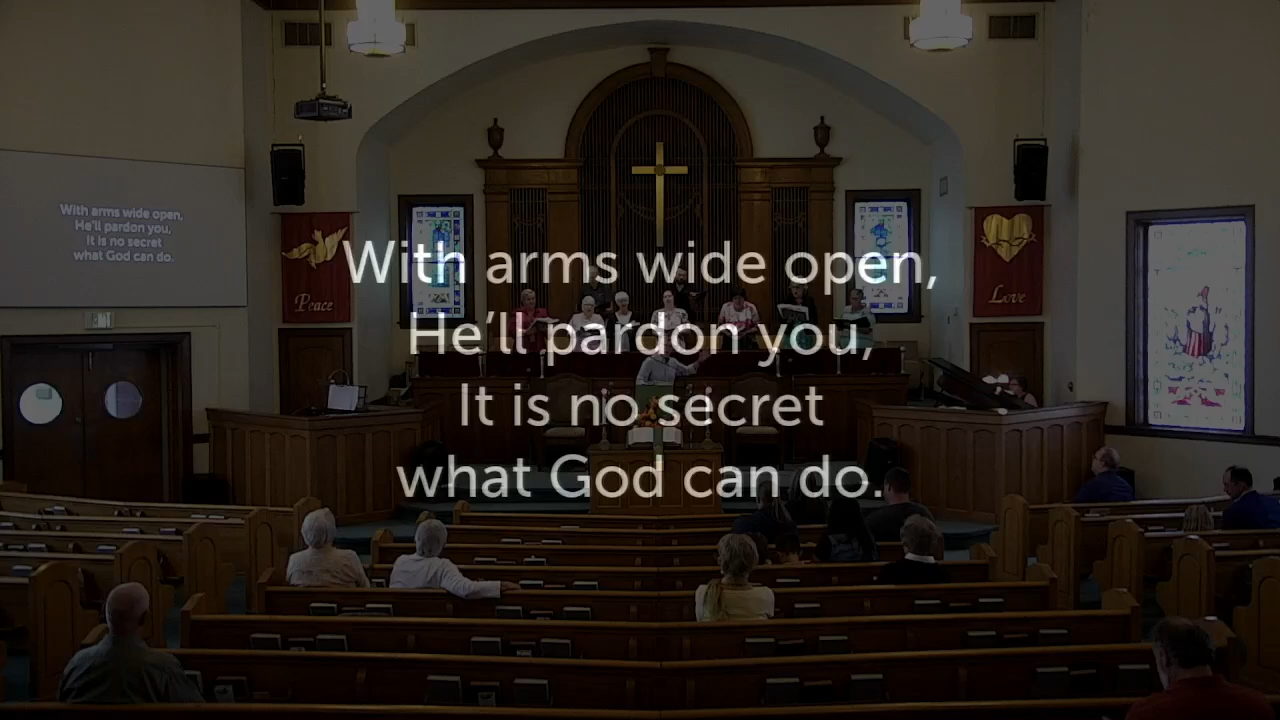 With arms wide open,
He'll pardon you,
It is no secret
what God can do.
With arms wide open,
He'll pardon you,
It is no secret
what God can do.
Peace
Love
EXIT